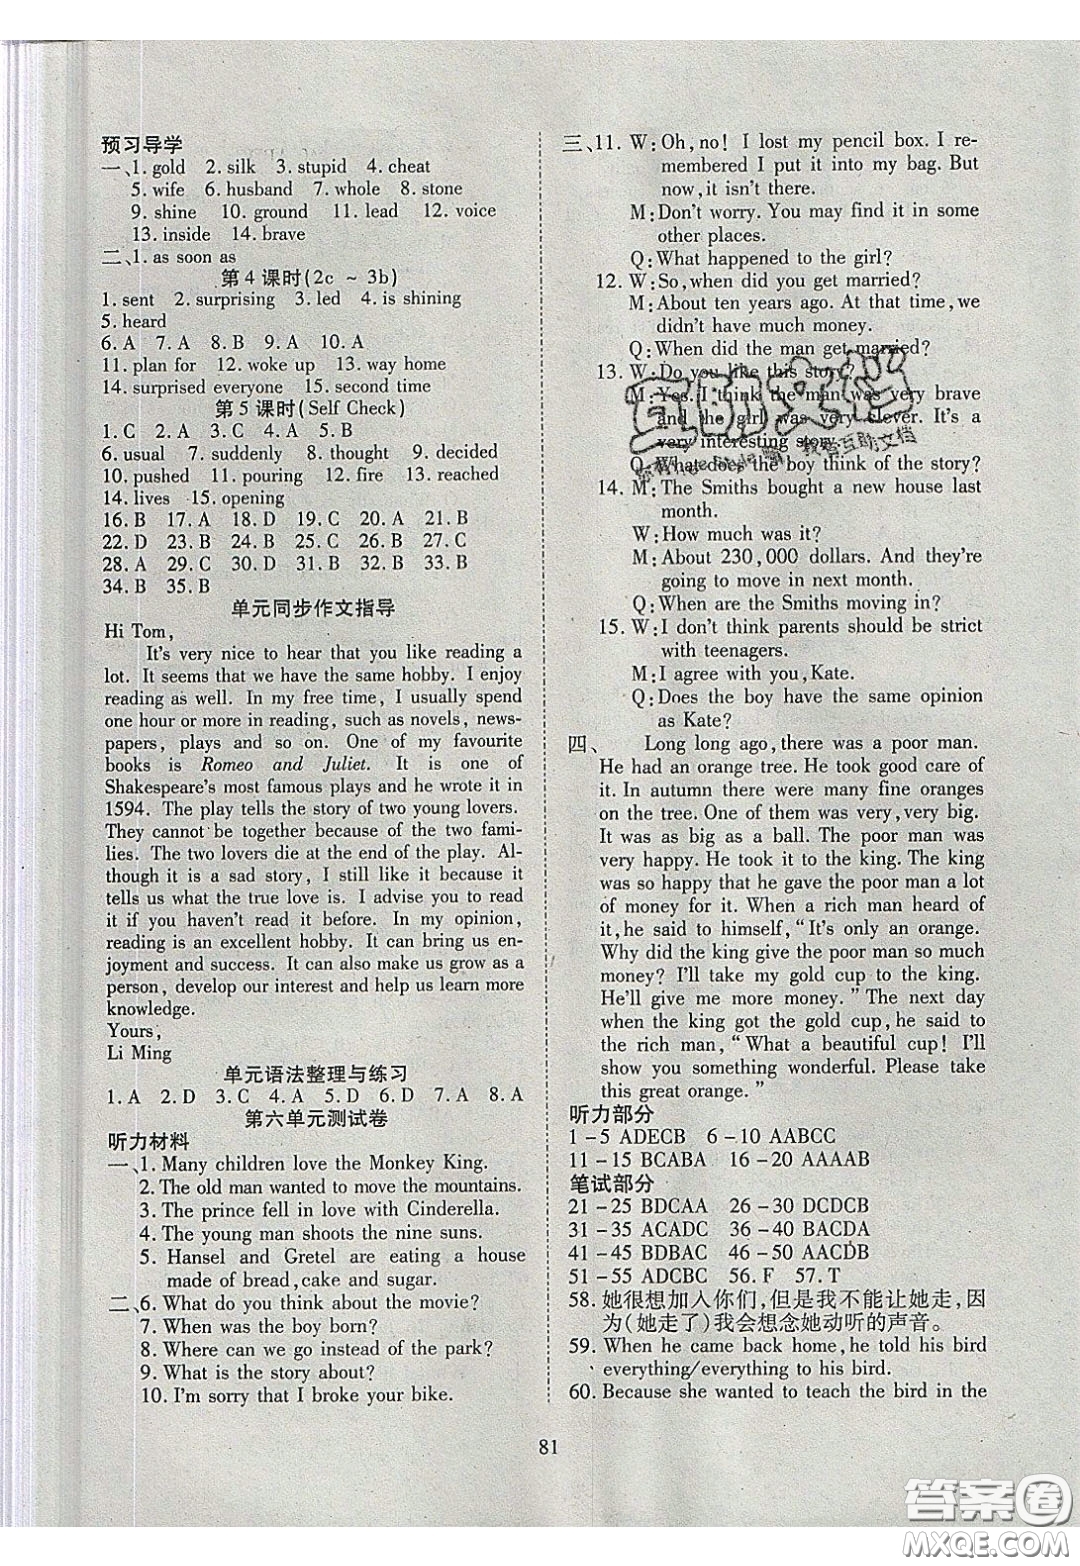 预习导学
一、1. gold 2. silk 3. stupid 4. cheat
5. wife 6. husband 7. whole 8. stone
9. shine 10. ground 11. lead 12. voice
13. inside 14. brave
二、1. as soon as
第4课时(2c ~ 3b)
1. sent 2. surprising 3. led 4. is shining
5. heard
6. A 7. A 8. B 9. A 10. A
11. plan for 12. woke up 13. way home
14. surprised everyone 15. second time
第5课时(Self Check)
1. C 2. A 3. C 4. A 5. B
6. usual 7. suddenly 8. thought 9. decided
10. pushed 11. pouring 12. fire 13. reached
14. lives 15. opening
16. B 17. A 18. D 19. C 20. A 21. B
22. D 23. B 24. B 25. C 26. B 27. C
28. A 29. C 30. D 31. B 32. A 33. B
34. B 35. B
单元同步作文指导
Hi Tom,
It's very nice to hear that you like reading a
lot. It seems that we have the same hobby. I enjoy
reading as well. In my free time, I usually spend
one hour or more in reading, such as novels, news-
papers, plays and so on. One of my favourite
books is Romeo and Juliet. It is one of
Shakespeare's most famous plays and he wrote it in
1594. The play tells the story of two young lovers.
They cannot be together because of the two fami-
lies. The two lovers die at the end of the play. Al-
though it is a sad story, I still like it because it
tells us what the true love is. I advise you to read
it if you haven't read it before. In my opinion,
reading is an excellent hobby. It can bring us en-
joyment and success. It can also make us grow as a
person, develop our interest and help us learn more
knowledge.
Yours,
Li Ming
单元语法整理与练习
1. A 2. D 3. C 4. A 5. D 6. D 7. A 8. A
第六单元测试卷
听力材料
一、1. Many children love the Monkey King.
2. The old man wanted to move the mountains.
3. The prince fell in love with Cinderella.
4. The young man shoots the nine suns.
5. Hansel and Gretel are eating a house
made of bread,cake and sugar.
二、6. What do you think about the movie?
7. When was the boy born?
8. Where can we go instead of the park?
9. What is the story about?
10. I'm sorry that I broke your bike.
三、11. W:Oh,no! I lost my pencil box. I re-
membered I put it into my bag. But
now,it isn't there.
M:Don't worry. You may find it in some
other places.
Q:What happened to the girl?
12. W:So,when did you get married?
M:About ten years ago. At that time,we
didn't have much money.
Q:When did the man get married?
13. W:Do you like this story?
M:Yes. I think the man was very brave
and the girl was very clever. It's a
very interesting story.
Q:What does the boy think of the story?
14. M:The Smiths bought a new house last
month.
W:How much was it?
M:About 230,000 dollars. And they're
going to move in next month.
Q:When are the Smiths moving in?
15. W:I don't think parents should be strict
with teenagers.
M:I agree with you,Kate.
Q:Does the boy have the same opinion
as Kate?
四、 Long long ago,there was a poor man.
He had an orange tree. He took good care of
it. In autumn there were many fine oranges
on the tree. One of them was very,very big.
It was as big as a ball. The poor man was
very happy. He took it to the king. The king
was so happy that he gave the poor man a lot
of money for it. When a rich man heard of
it,he said to himself,“It's only an orange.
Why did the king give the poor man so much
money? I'll take my gold cup to the king.
He'll give me more money.”The next day
when the king got the gold cup,he said to
the rich man,“What a beautiful cup! I'll
show you something wonderful. Please take
this great orange.”
听力部分
1-5 ADECB 6-10 AABCC
11-15 BCABA 16-20 AAAAB
笔试部分
21-25 BDCAA 26-30 DCDCB
31-35 ACADC 36-40 BACDA
41-45 BDBAC 46-50 AACDB
51-55 ADCBC 56. F 57. T
58. 她很想加入你们,但是我不能让她走,因
为(她走了)我会想念她动听的声音。
59. When he came back home,he told his bird
everything/everything to his bird.
60. Because she wanted to teach the bird in the
81
答案卷
MXQE.COM